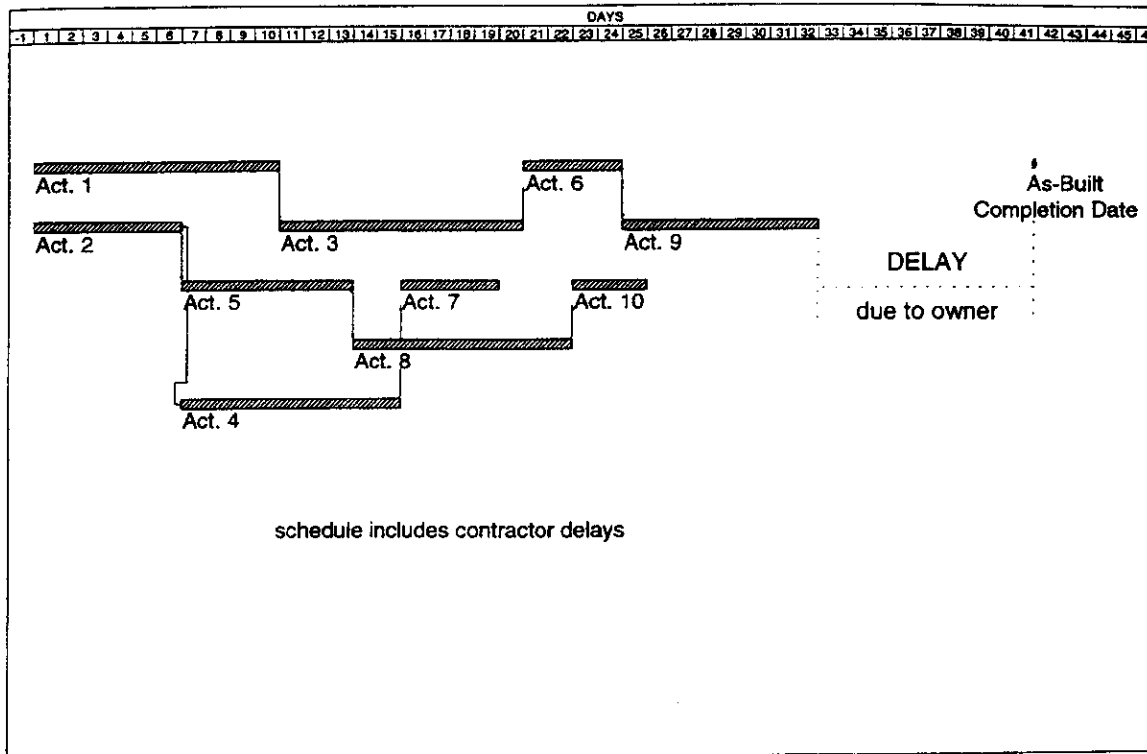 DAYS
-1 1 2 3 4 5 6 7 8 9 10 11 12 13 14 15 16 17 18 19 20 21 22 23 24 25 26 27 28 29 30 31 32 33 34 35 36 37 38 39 40 41 42 43 44 45
Act. 1
Act. 6
As-Built
Completion Date
Act. 2
Act. 3
Act. 9
DELAY
Act. 5
Act. 7
Act. 10
due to owner
Act. 8
Act. 4
schedule includes contractor delays